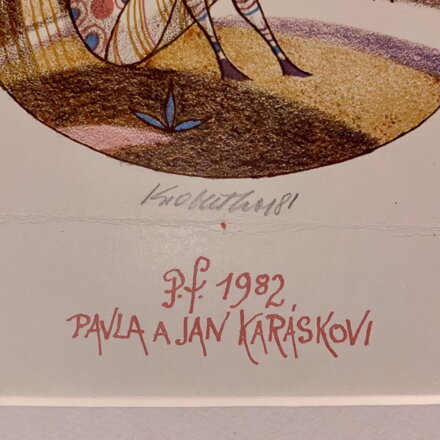 P.f. 1982
PAVLA A JAN KARÁSKOVI